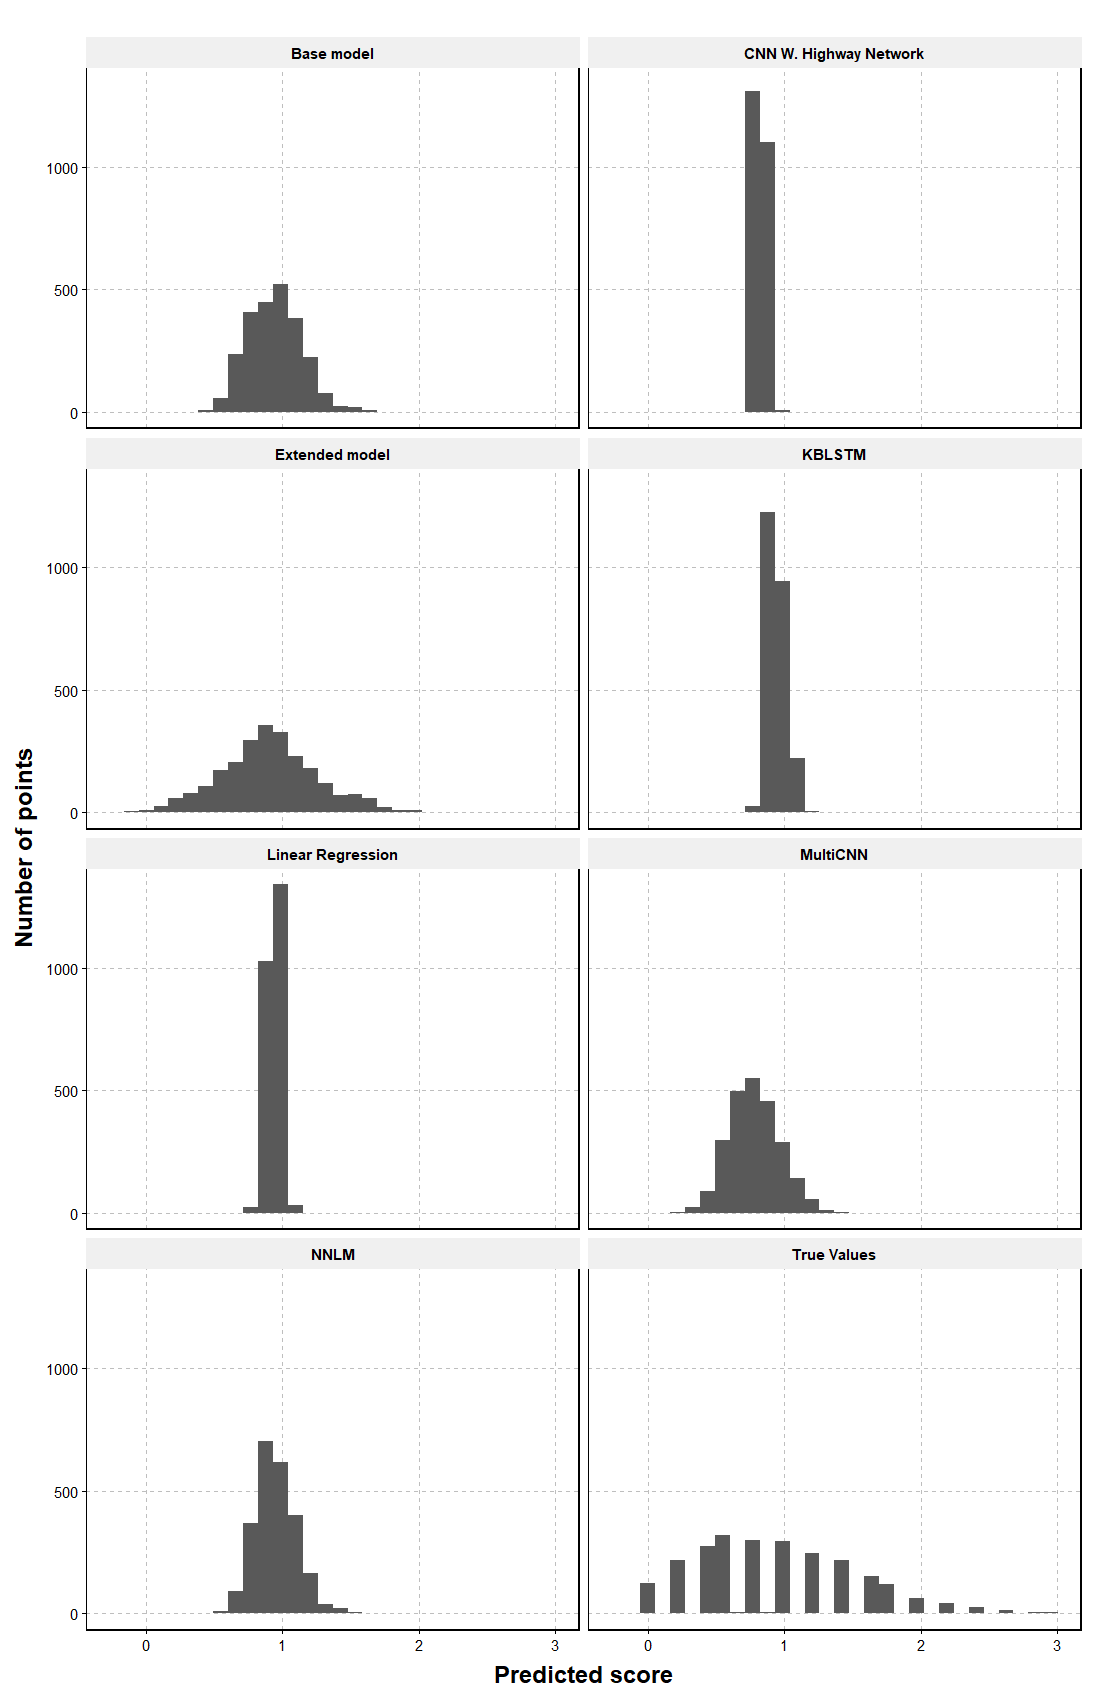 Base model
CNN W. Highway Network
1000
500
0
Extended model
KBLSTM
1000
500
0
Linear Regression
MultiCNN
1000
500
0
NNLM
True Values
1000
500
0
0 1 2 3
0 1 2 3
Number of points
Predicted score